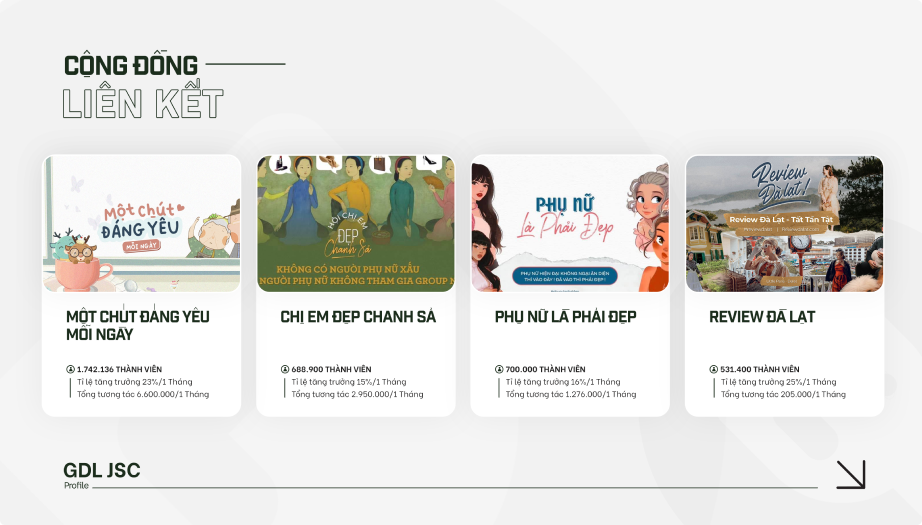 CỘNG ĐỒNG
LIÊN KẾT
Một chút
ĐÁNG YÊU
MỖI NGÀY
HỘI CHỊ EM
ĐẸP
Chanh Sả
KHÔNG CÓ NGƯỜI PHỤ NỮ XẤU
NGƯỜI PHỤ NỮ KHÔNG THAM GIA GROUP N
PHỤ NỮ
Là Phải Đẹp
PHỤ NỮ HIỆN ĐẠI KHÔNG NGẠI ĂN DIỆN
THÍ VÀO ĐÂY! ĐÃ VÀO THÌ PHẢI ĐẸP!
Review
Đà Lạt!
Review Đà Lạt - Tất Tần Tật
MỘT CHÚT ĐÁNG YÊU
MỖI NGÀY
1.742.136 THÀNH VIÊN
Tỉ lệ tăng trưởng 23%/1 Tháng
Tổng tương tác 6.600.000/1 Tháng
CHỊ EM ĐẸP CHANH SẢ
688.900 THÀNH VIÊN
Tỉ lệ tăng trưởng 15%/1 Tháng
Tổng tương tác 2.950.000/1 Tháng
PHỤ NỮ LÀ PHẢI ĐẸP
700.000 THÀNH VIÊN
Tỉ lệ tăng trưởng 16%/1 Tháng
Tổng tương tác 1.276.000/1 Tháng
REVIEW ĐÀ LẠT
531.400 THÀNH VIÊN
Tỉ lệ tăng trưởng 25%/1 Tháng
Tổng tương tác 205.000/1 Tháng
GDL JSC
Profile